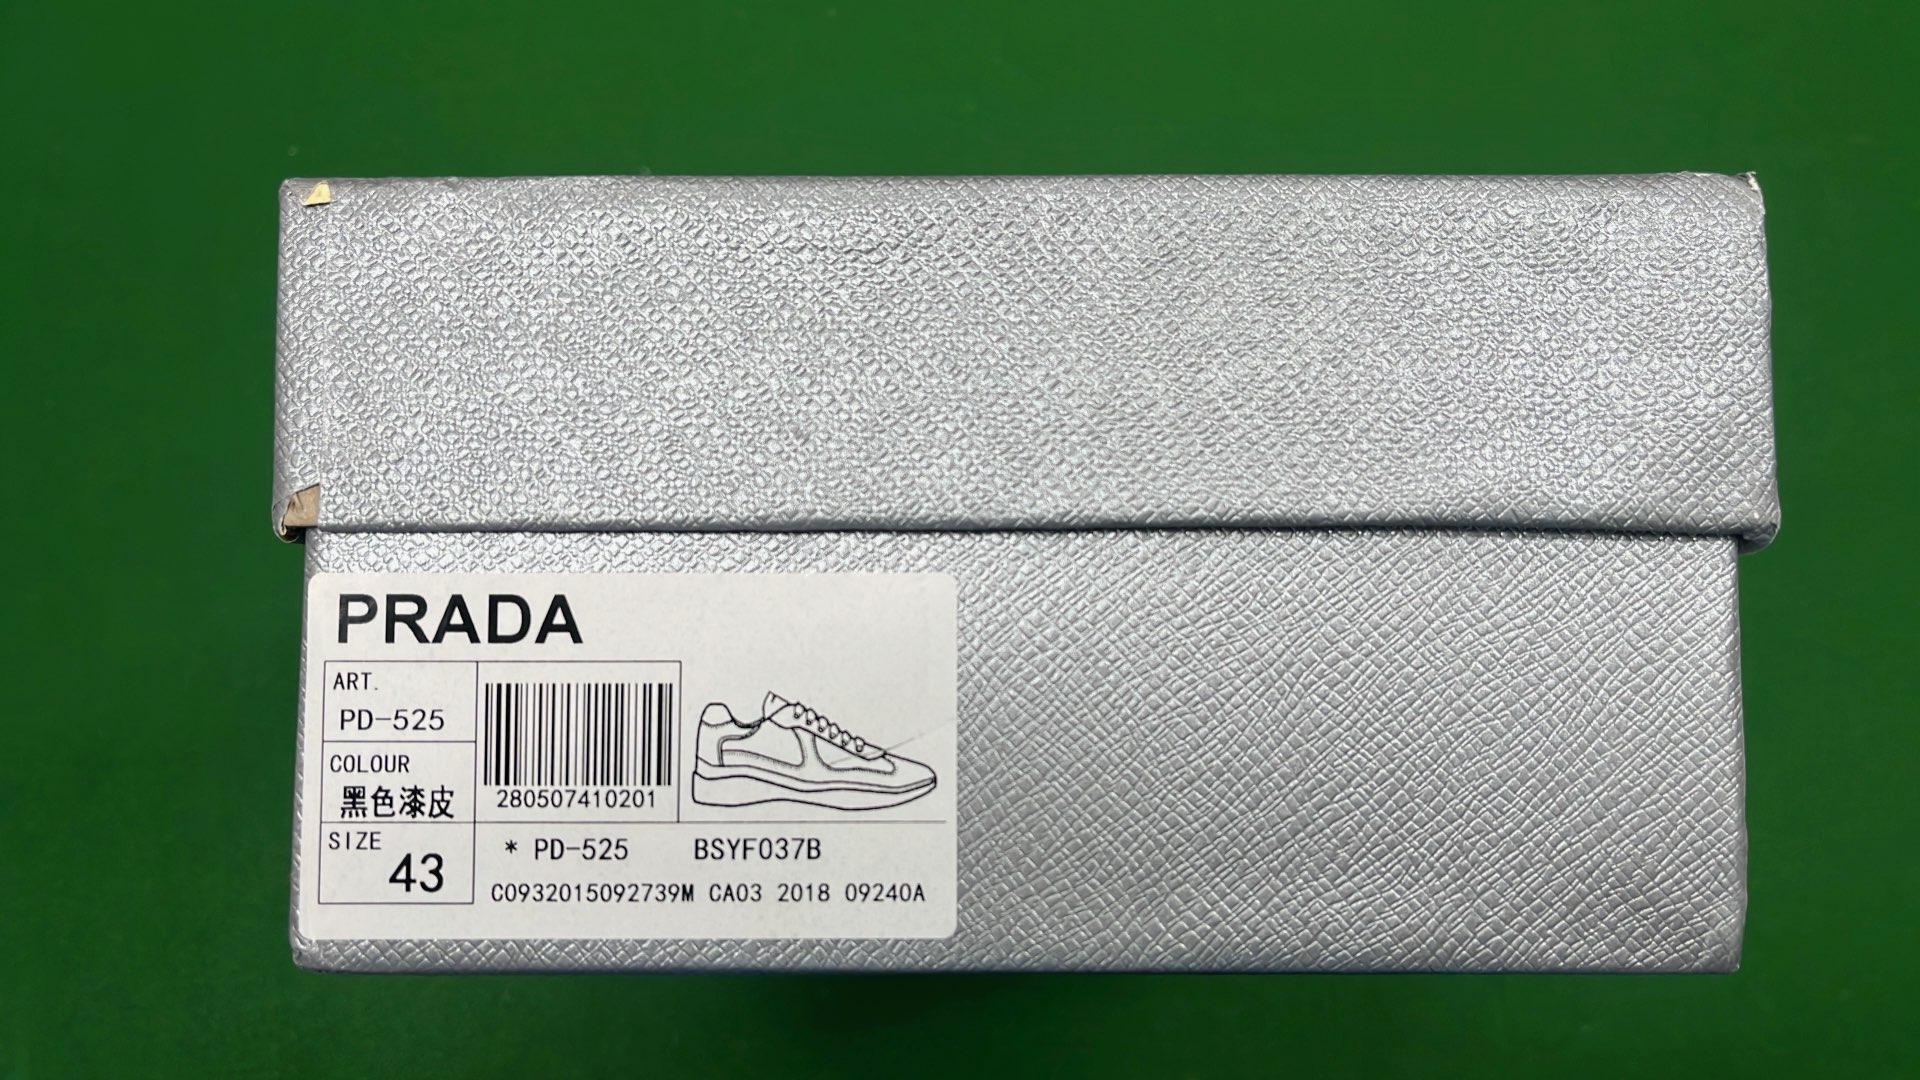 PRADA
ART.
PD-525
COLOUR
黑色漆皮
280507410201
SIZE
43
* PD-525 BSYF037B
C0932015092739M CA03 2018 09240A